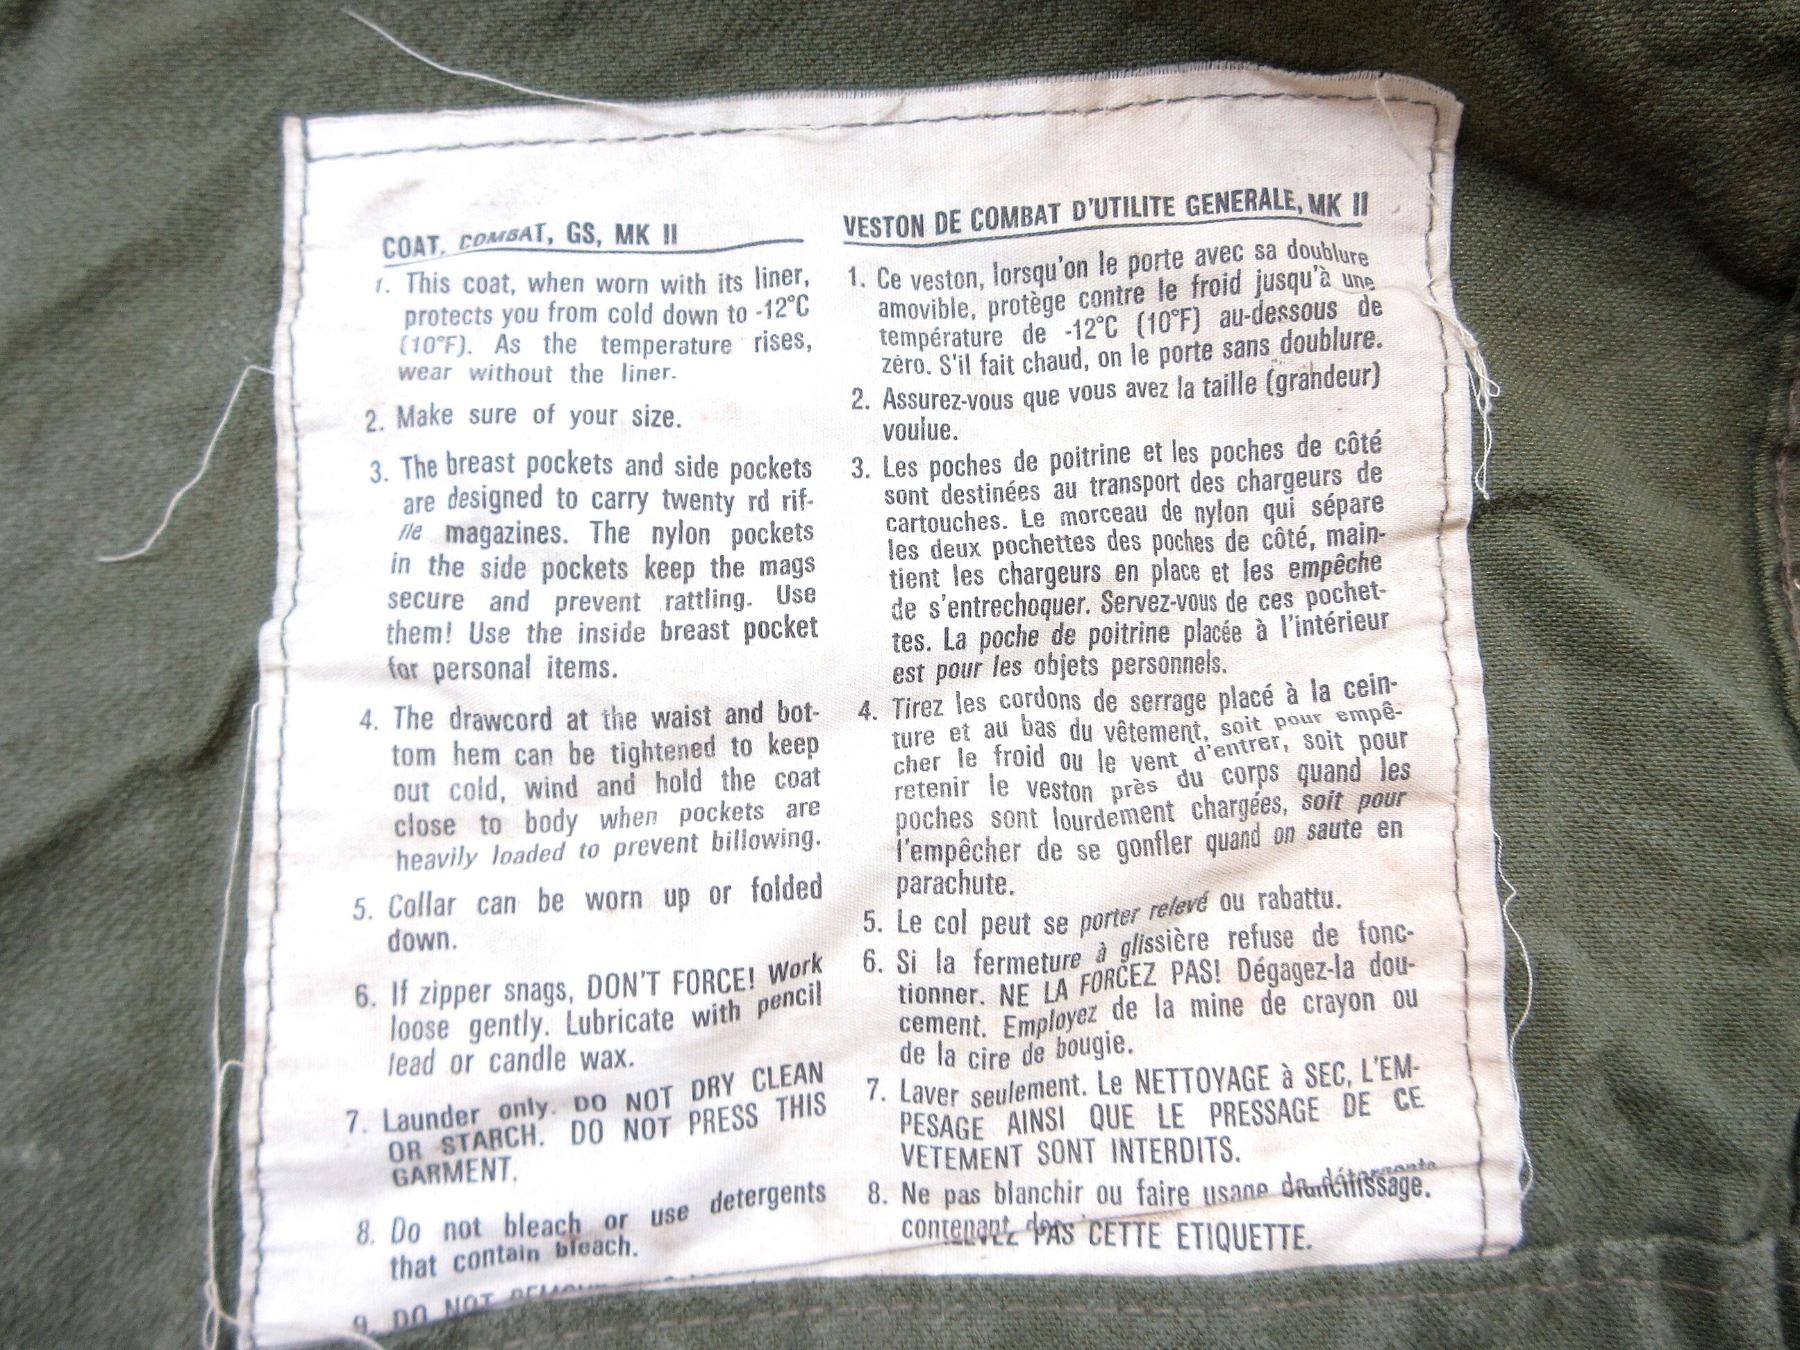 COAT, COMBAT, GS, MK II
1. This coat, when worn with its liner,
protects you from cold down to -12°C
(10°F). As the temperature rises,
wear without the liner.
2. Make sure of your size.
3. The breast pockets and side pockets
are designed to carry twenty rd rif-
fle magazines. The nylon pockets
in the side pockets keep the mags
secure and prevent rattling. Use
them! Use the inside breast pocket
for personal items.
4. The drawcord at the waist and bot-
tom hem can be tightened to keep
out cold, wind and hold the coat
close to body when pockets are
heavily loaded to prevent billowing.
5. Collar can be worn up or folded
down.
6. If zipper snags, DON'T FORCE! Work
loose gently. Lubricate with pencil
lead or candle wax.
7. Launder only. DO NOT DRY CLEAN
OR STARCH. DO NOT PRESS THIS
GARMENT.
8. Do not bleach or use detergents
that contain bleach.
9. DO NOT
VESTON DE COMBAT D'UTILITE GENERALE, MK II
1. Ce veston, lorsqu'on le porte avec sa doublure
amovible, protège contre le froid jusqu'à une
température de -12°C (10°F) au-dessous de
zéro. S'il fait chaud, on le porte sans doublure.
2. Assurez-vous que vous avez la taille (grandeur)
voulue.
3. Les poches de poitrine et les poches de côté
sont destinées au transport des chargeurs de
cartouches. Le morceau de nylon qui sépare
les deux pochettes des poches de côté, main-
tient les chargeurs en place et les empêche
de s'entrechoquer. Servez-vous de ces pochet-
tes. La poche de poitrine placée à l'intérieur
est pour les objets personnels.
4. Tirez les cordons de serrage placé à la cein-
ture et au bas du vêtement, soit pour empê-
cher le froid ou le vent d'entrer, soit pour
retenir le veston près du corps quand les
poches sont lourdement chargées, soit pour
l'empêcher de se gonfler quand on saute en
parachute.
5. Le col peut se porter relevé ou rabattu.
6. Si la fermeture à glissière refuse de fonc-
tionner. NE LA FORCEZ PAS! Dégagez-la dou-
cement. Employez de la mine de crayon ou
de la cire de bougie.
7. Laver seulement. Le NETTOYAGE à SEC, L'EM-
PESAGE AINSI QUE LE PRESSAGE DE CE
VETEMENT SONT INTERDITS.
8. Ne pas blanchir ou faire usage
contenant PAS CETTE ETIQUETTE.